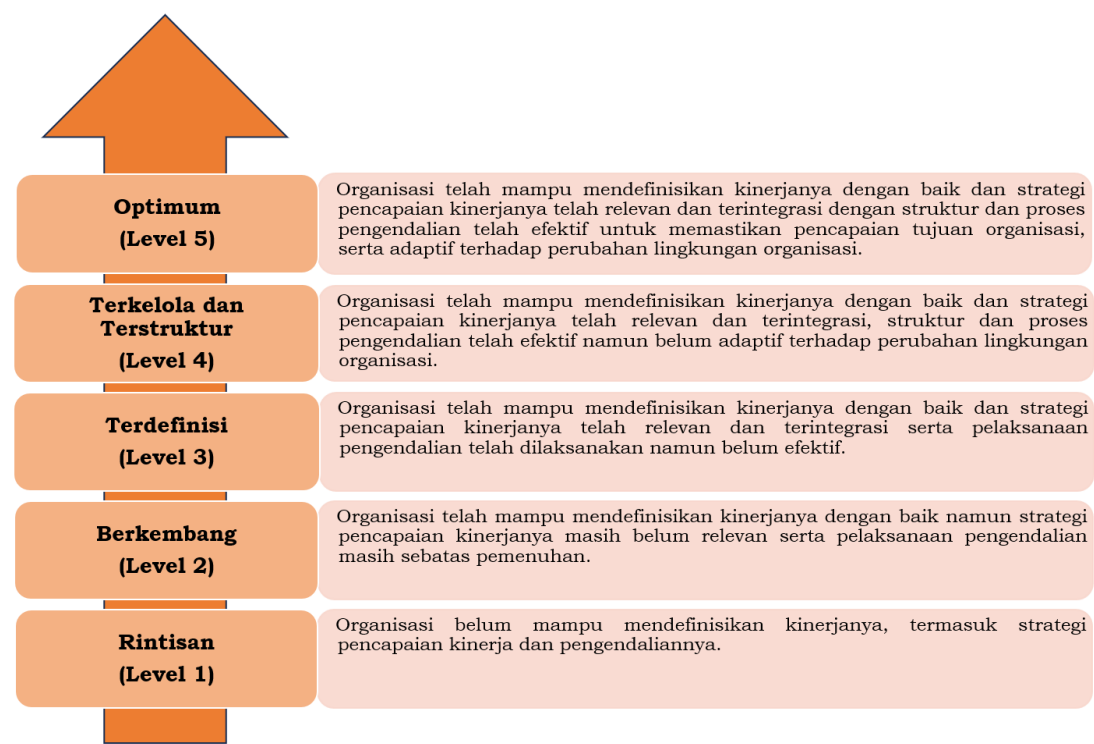 Optimum
(Level 5)
Organisasi telah mampu mendefinisikan kinerjanya dengan baik dan strategi
pencapaian kinerjanya telah relevan dan terintegrasi dengan struktur dan proses
pengendalian telah efektif untuk memastikan pencapaian tujuan organisasi,
serta adaptif terhadap perubahan lingkungan organisasi.
Terkelola dan
Terstruktur
(Level 4)
Organisasi telah mampu mendefinisikan kinerjanya dengan baik dan strategi
pencapaian kinerjanya telah relevan dan terintegrasi, struktur dan proses
pengendalian telah efektif namun belum adaptif terhadap perubahan lingkungan
organisasi.
Terdefinisi
(Level 3)
Organisasi telah mampu mendefinisikan kinerjanya dengan baik dan strategi
pencapaian kinerjanya telah relevan dan terintegrasi serta pelaksanaan
pengendalian telah dilaksanakan namun belum efektif.
Berkembang
(Level 2)
Organisasi telah mampu mendefinisikan kinerjanya dengan baik namun strategi
pencapaian kinerjanya masih belum relevan serta pelaksanaan pengendalian
masih sebatas pemenuhan.
Rintisan
(Level 1)
Organisasi belum mampu mendefinisikan kinerjanya, termasuk strategi
pencapaian kinerja dan pengendaliannya.